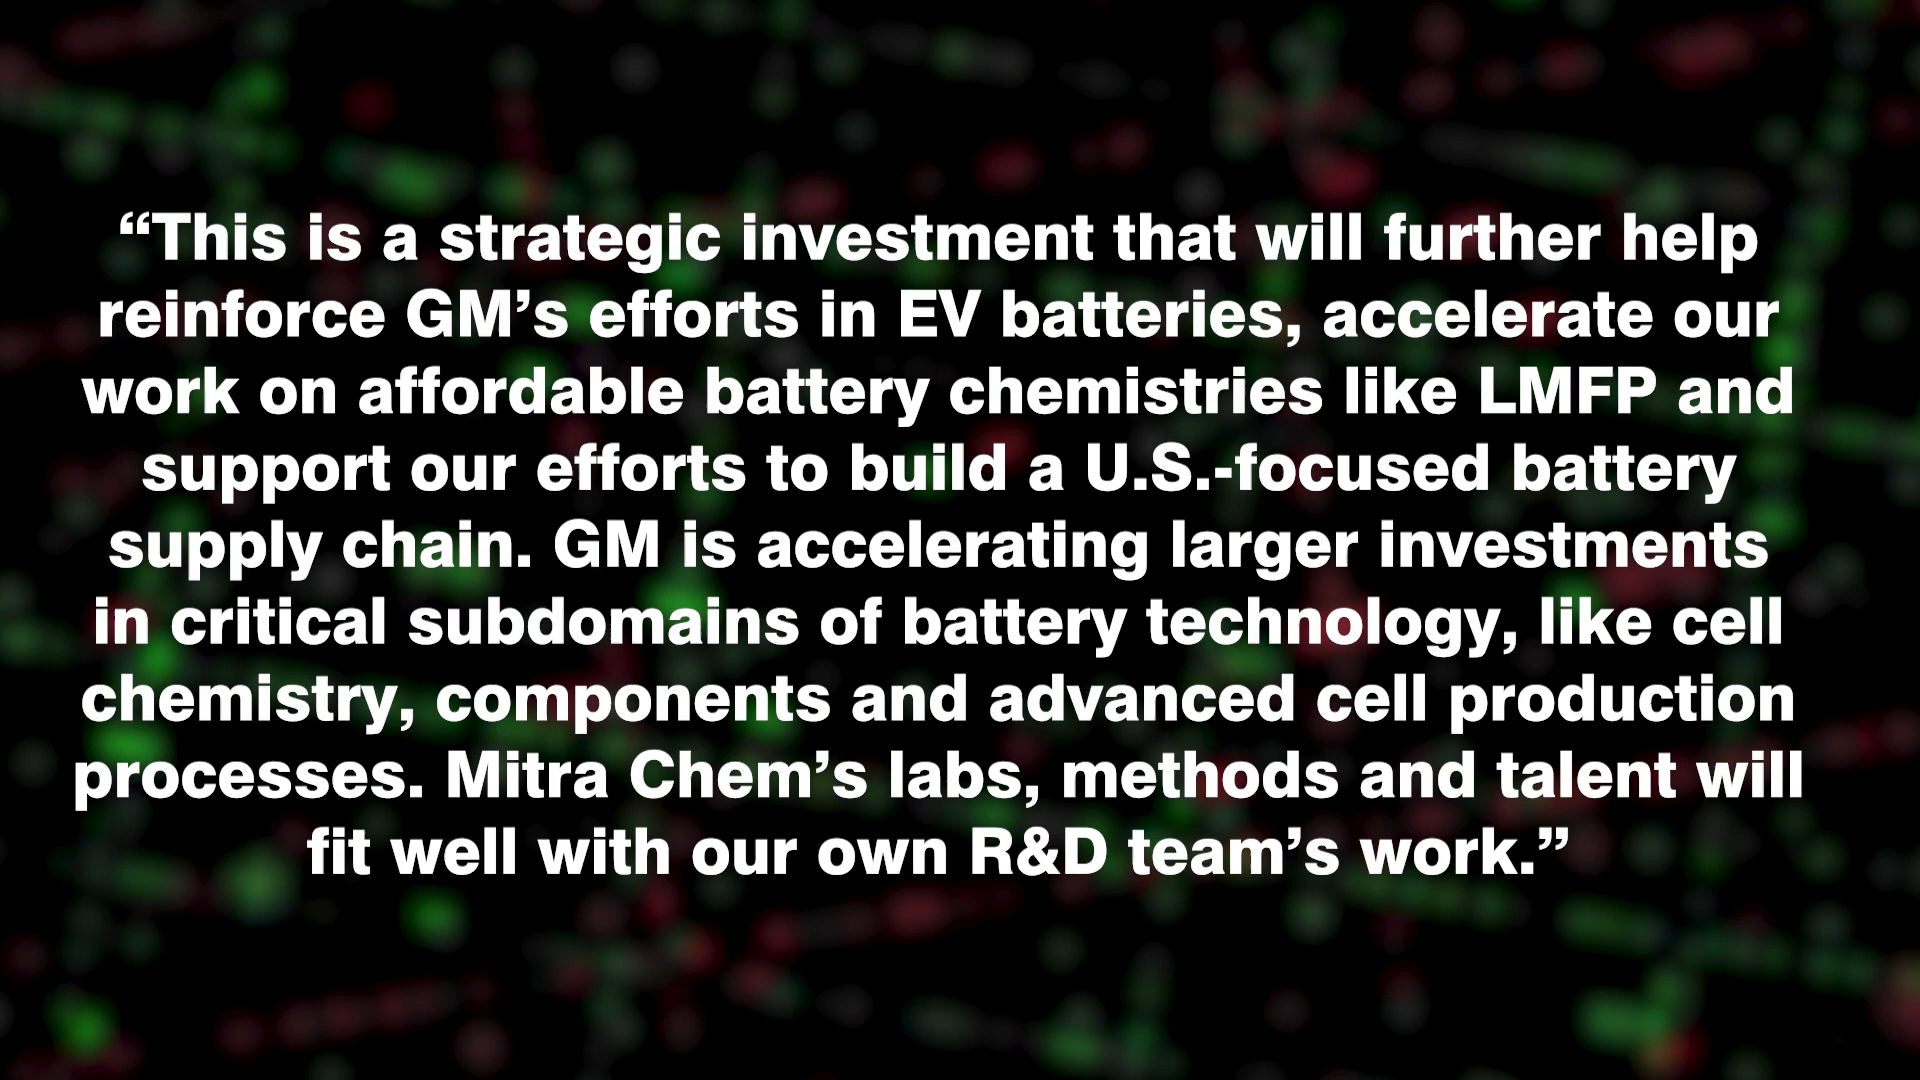 “This is a strategic investment that will further help
reinforce GM’s efforts in EV batteries, accelerate our
work on affordable battery chemistries like LMFP and
support our efforts to build a U.S.-focused battery
supply chain. GM is accelerating larger investments
in critical subdomains of battery technology, like cell
chemistry, components and advanced cell production
processes. Mitra Chem’s labs, methods and talent will
fit well with our own R&D team’s work.”